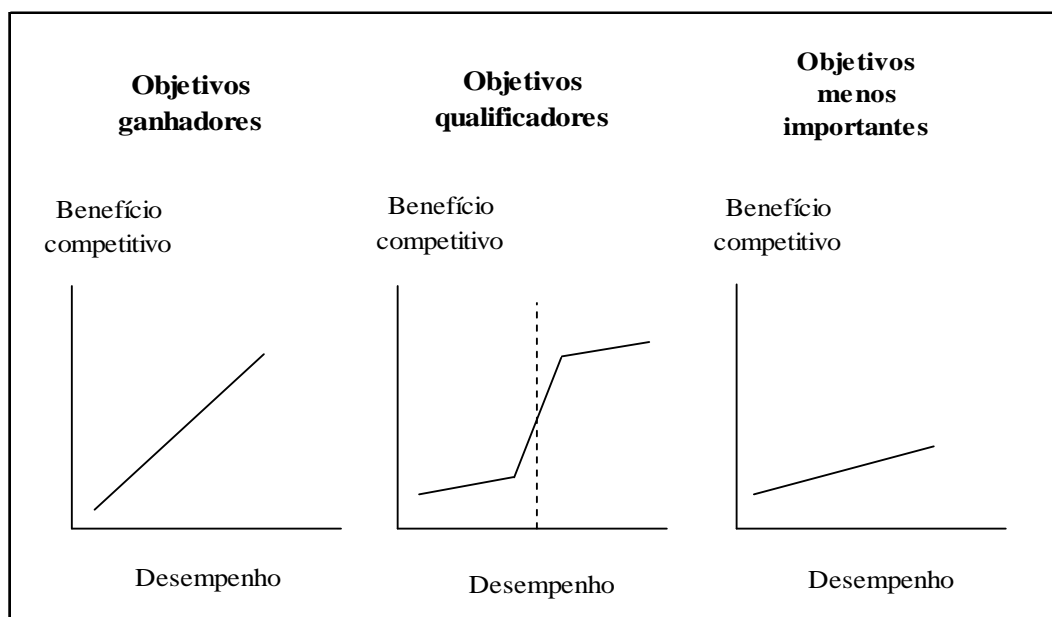 Objetivos
ganhadores
Objetivos
qualificadores
Objetivos
menos
importantes
Benefício
competitivo
Benefício
competitivo
Benefício
competitivo
Desempenho
Desempenho
Desempenho